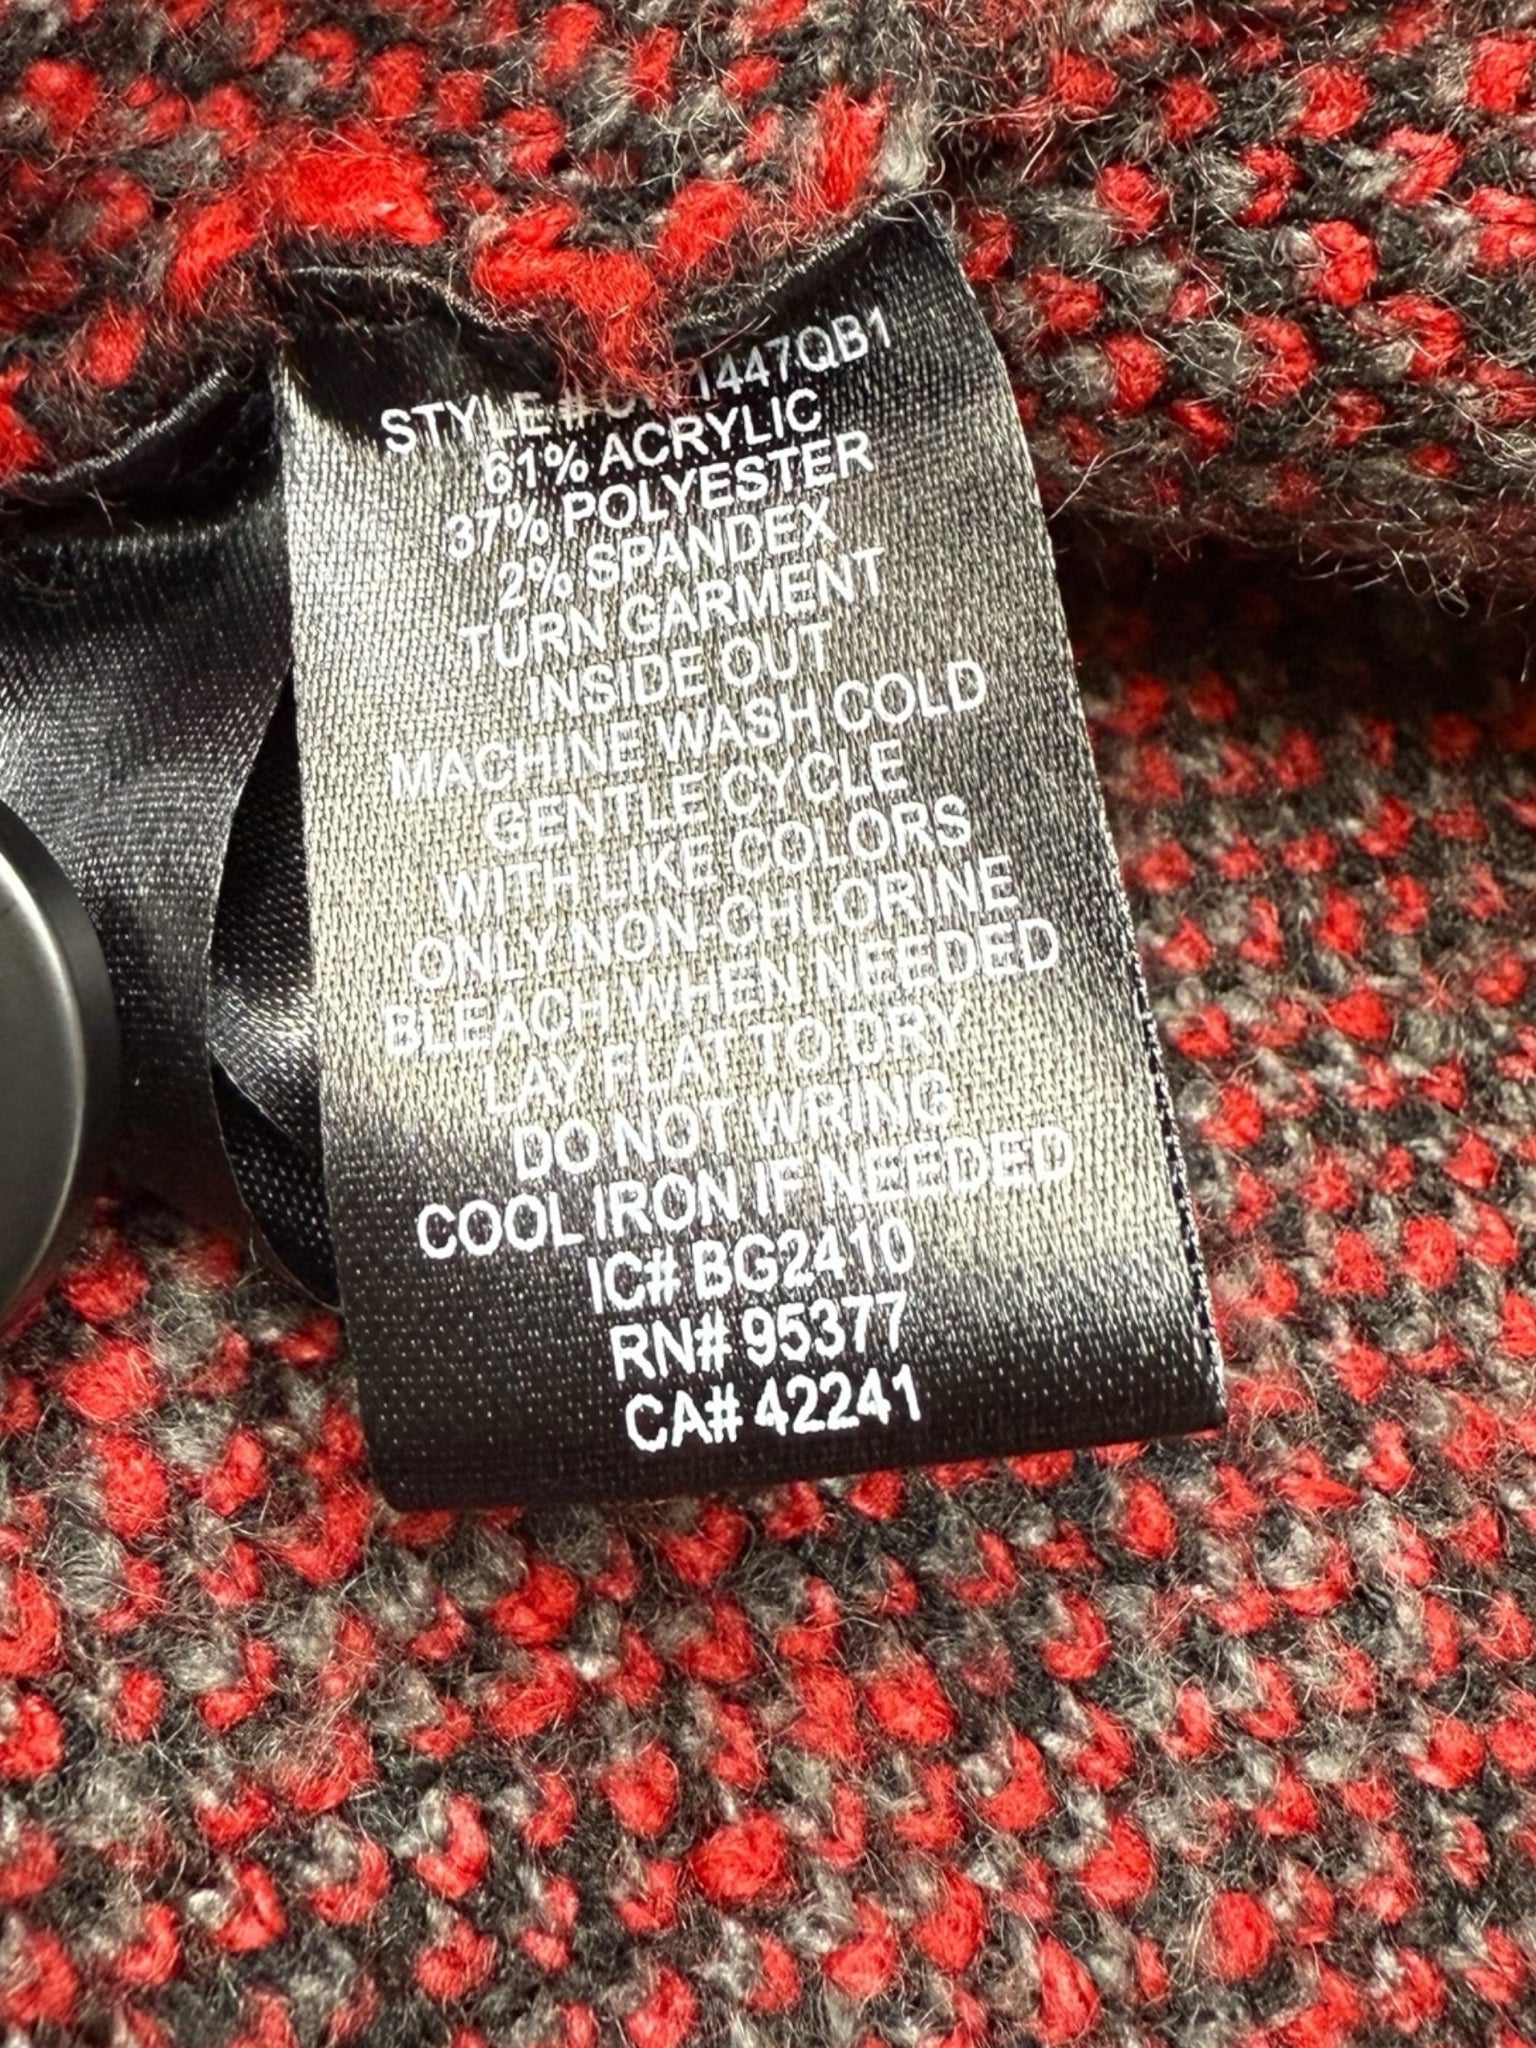 STYLE # 1447QB1
61% ACRYLIC
37% POLYESTER
2% SPANDEX
TURN GARMENT
INSIDE OUT
MACHINE WASH COLD
GENTLE CYCLE
WITH LIKE COLORS
ONLY NON-CHLORINE
BLEACH WHEN NEEDED
LAY FLAT TO DRY
DO NOT WRING
COOL IRON IF NEEDED
IC# BG2410
RN# 95377
CA# 42241